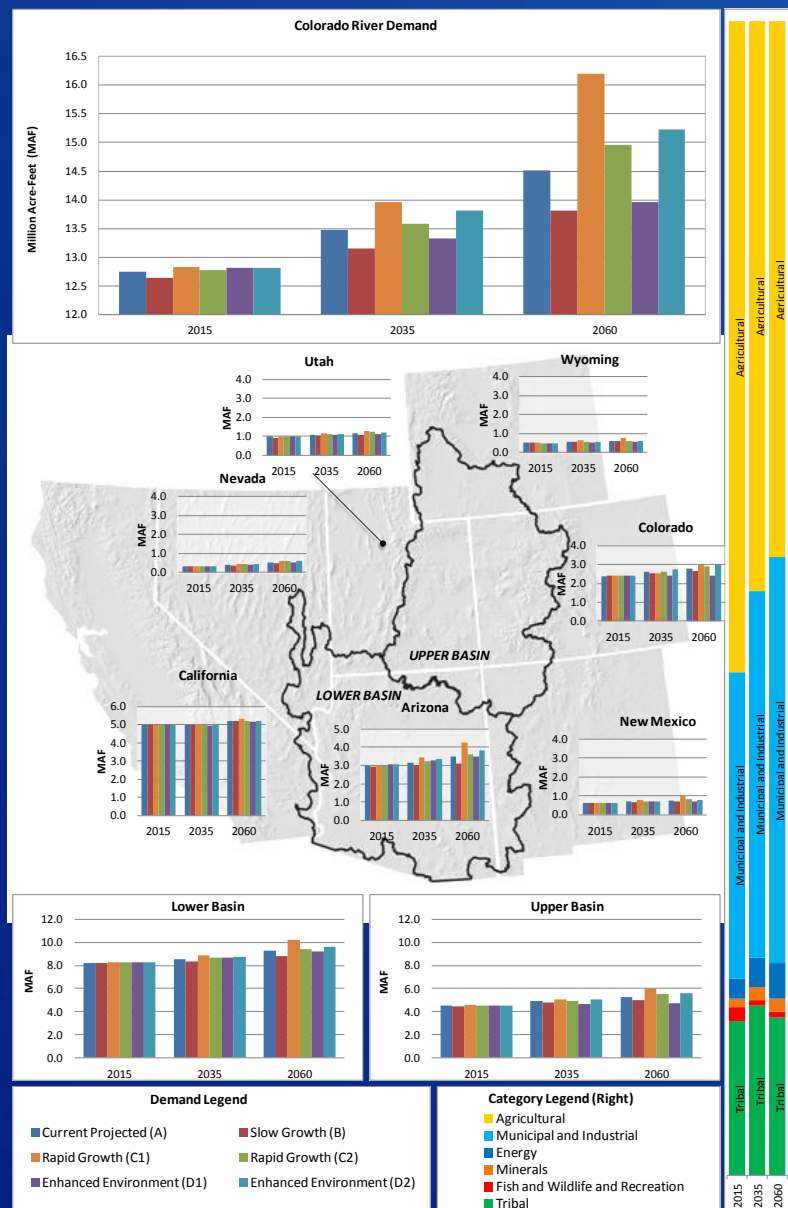 Colorado River Demand
Million Acre-Feet (MAF)
16.5
16.0
15.5
15.0
14.5
14.0
13.5
13.0
12.5
12.0
2015 2035 2060
Utah
MAF
4.0
3.0
2.0
1.0
0.0
2015 2035 2060
Wyoming
MAF
4.0
3.0
2.0
1.0
0.0
2015 2035 2060
Nevada
MAF
4.0
3.0
2.0
1.0
0.0
2015 2035 2060
Colorado
MAF
4.0
3.0
2.0
1.0
0.0
2015 2035 2060
UPPER BASIN
LOWER BASIN
California
MAF
6.0
5.0
4.0
3.0
2.0
1.0
0.0
2015 2035 2060
Arizona
MAF
5.0
4.0
3.0
2.0
1.0
0.0
2015 2035 2060
New Mexico
MAF
4.0
3.0
2.0
1.0
0.0
2015 2035 2060
Lower Basin
MAF
12.0
10.0
8.0
6.0
4.0
2.0
0.0
2015 2035 2060
Upper Basin
MAF
12.0
10.0
8.0
6.0
4.0
2.0
0.0
2015 2035 2060
Demand Legend
Current Projected (A) Slow Growth (B)
Rapid Growth (C1) Rapid Growth (C2)
Enhanced Environment (D1) Enhanced Environment (D2)
Category Legend (Right)
Agricultural
Municipal and Industrial
Energy
Minerals
Fish and Wildlife and Recreation
Tribal
Agricultural
Municipal and Industrial
Tribal
2015
Agricultural
Municipal and Industrial
Tribal
2035
Agricultural
Municipal and Industrial
Tribal
2060